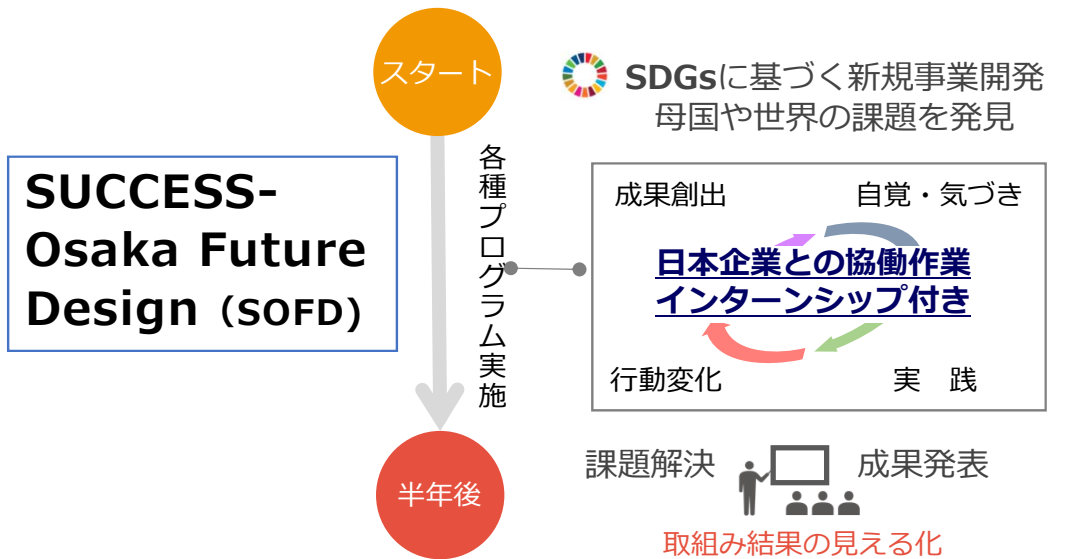 スタート
SDGsに基づく新規事業開発
母国や世界の課題を発見
SUCCESS-
Osaka Future
Design（SOFD)
各種プログラム実施
成果創出
自覚・気づき
日本企業との協働作業
インターンシップ付き
行動変化
実　践
半年後
課題解決
成果発表
取組み結果の見える化